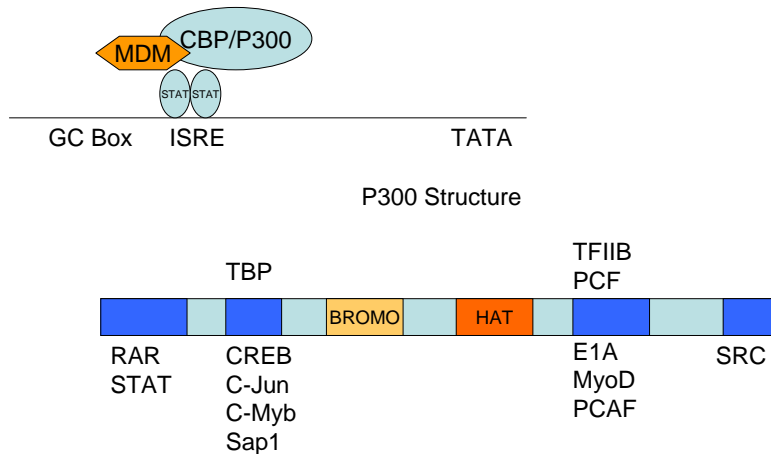 CBP/P300
MDM
STAT STAT
GC Box ISRE TATA
P300 Structure
TFIIB
TBP PCF
BROMO HAT
RAR CREB E1A SRC
STAT C-Jun MyoD
C-Myb PCAF
Sap1